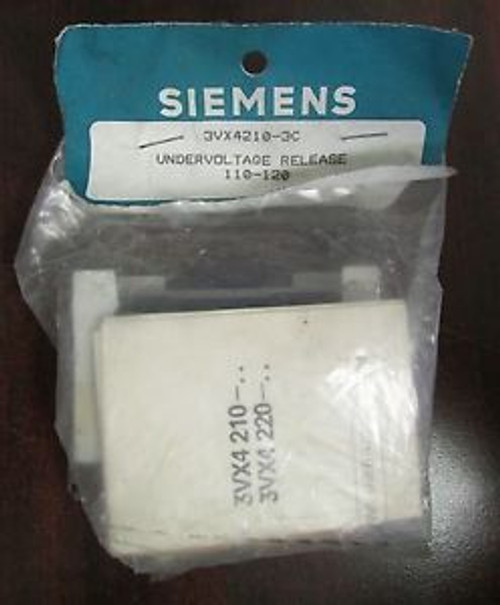 SIEMENS
3VX4210-3C
UNDERVOLTAGE RELEASE
110-120
3VX4 210-..
3VX4 220-..